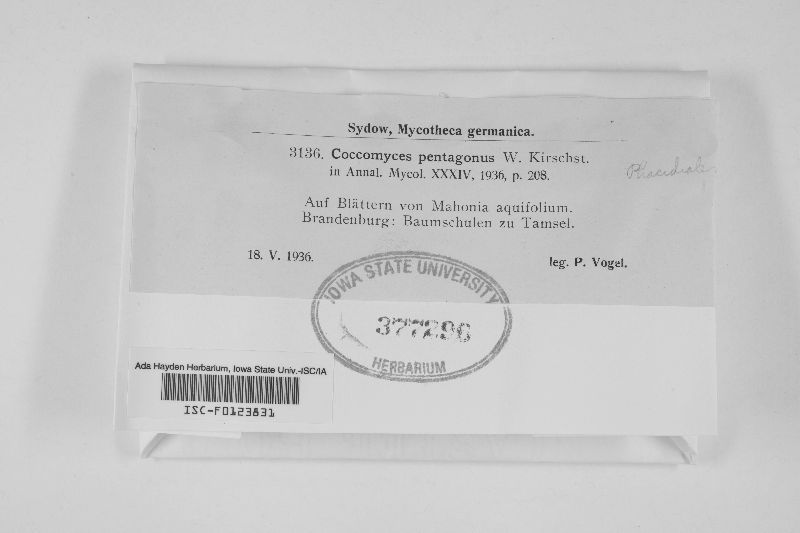 Sydow, Mycotheca germanica.
3136. Coccomyces pentagonus W. Kirschst.
in Annal. Mycol. XXXIV, 1936, p. 208.
Phacidiales
Auf Blättern von Mahonia aquifolium.
Brandenburg: Baumschulen zu Tamsel.
18. V. 1936.
leg. P. Vogel.
IOWA STATE UNIVERSITY
377296
HERBARIUM
Ada Hayden Herbarium, Iowa State Univ.-ISC/IA
ISC-F0123831